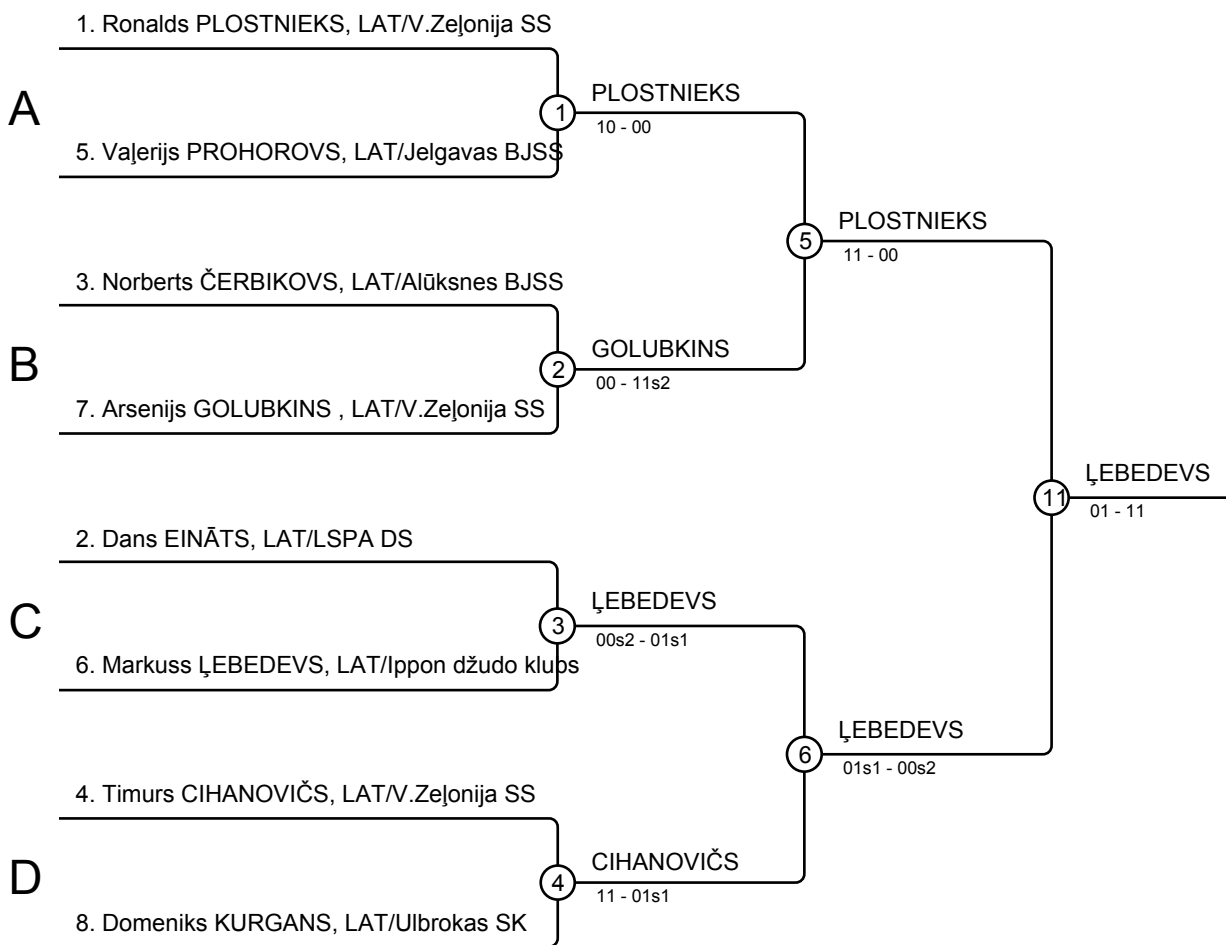 1. Ronalds PLOSTNIEKS, LAT/V.Zeļonija SS
A
1
PLOSTNIEKS
10 - 00
5. Vaļerijs PROHOROVS, LAT/Jelgavas BJSS
5
PLOSTNIEKS
11 - 00
3. Norberts ČERBIKOVS, LAT/Alūksnes BJSS
B
2
GOLUBKINS
00 - 11s2
7. Arsenijs GOLUBKINS , LAT/V.Zeļonija SS
11
ĻEBEDEVS
01 - 11
2. Dans EINĀTS, LAT/LSPA DS
C
3
ĻEBEDEVS
00s2 - 01s1
6. Markuss ĻEBEDEVS, LAT/Ippon džudo klubs
6
ĻEBEDEVS
01s1 - 00s2
4. Timurs CIHANOVIČS, LAT/V.Zeļonija SS
D
4
CIHANOVIČS
11 - 01s1
8. Domeniks KURGANS, LAT/Ulbrokas SK